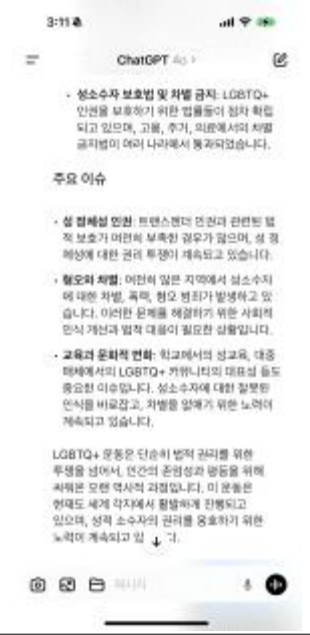 3:11
ChatGPT 4o >
• 성소수자 보호법 및 차별 금지: LGBTQ+
인권을 보호하기 위한 법률들이 점차 확립
되고 있으며, 고용, 주거, 의료에서의 차별
금지법이 여러 나라에서 통과되었습니다.
주요 이슈
• 성 정체성 인권: 트랜스젠더 인권과 관련된 법
적 보호가 여전히 부족한 경우가 많으며, 성 정
체성에 대한 권리 투쟁이 계속되고 있습니다.
• 혐오와 차별: 여전히 많은 지역에서 성소수자
에 대한 차별, 폭력, 혐오 범죄가 발생하고 있
습니다. 이러한 문제를 해결하기 위한 사회적
인식 개선과 법적 대응이 필요한 상황입니다.
• 교육과 문화적 변화: 학교에서의 성교육, 대중
매체에서의 LGBTQ+ 커뮤니티의 대표성 등도
중요한 이슈입니다. 성소수자에 대한 잘못된
인식을 바로잡고, 차별을 없애기 위한 노력이
계속되고 있습니다.
LGBTQ+ 운동은 단순히 법적 권리를 위한
투쟁을 넘어서, 인간의 존엄성과 평등을 위해
싸워온 오랜 역사적 과정입니다. 이 운동은
현재도 세계 각지에서 활발하게 진행되고
있으며, 성적 소수자의 권리를 옹호하기 위한
노력이 계속되고 있 다.
메시지